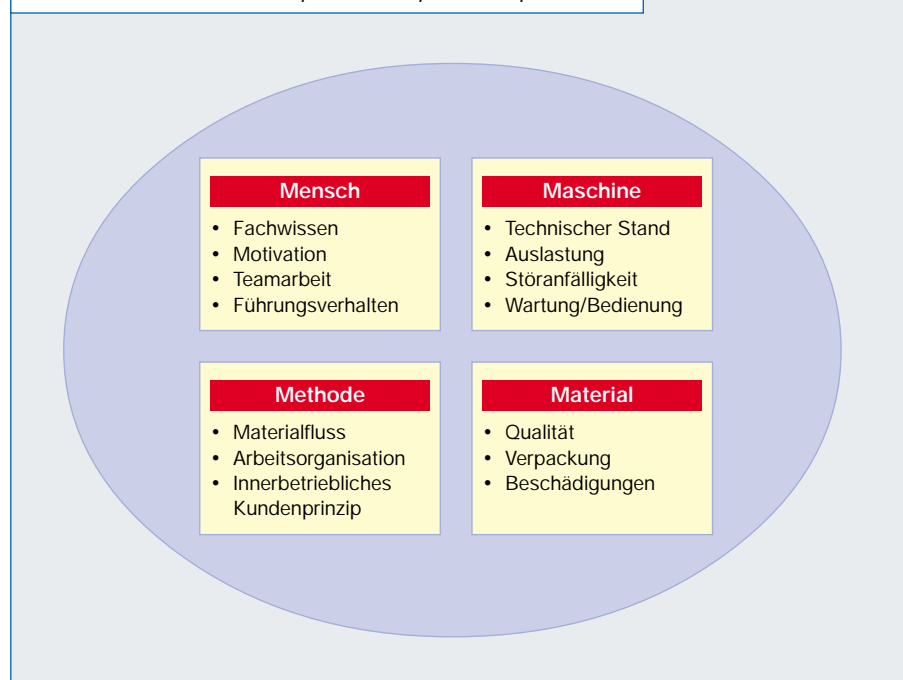 Mensch
• Fachwissen
• Motivation
• Teamarbeit
• Führungsverhalten
Maschine
• Technischer Stand
• Auslastung
• Störanfälligkeit
• Wartung/Bedienung
Methode
• Materialfluss
• Arbeitsorganisation
• Innerbetriebliches
Kundenprinzip
Material
• Qualität
• Verpackung
• Beschädigungen